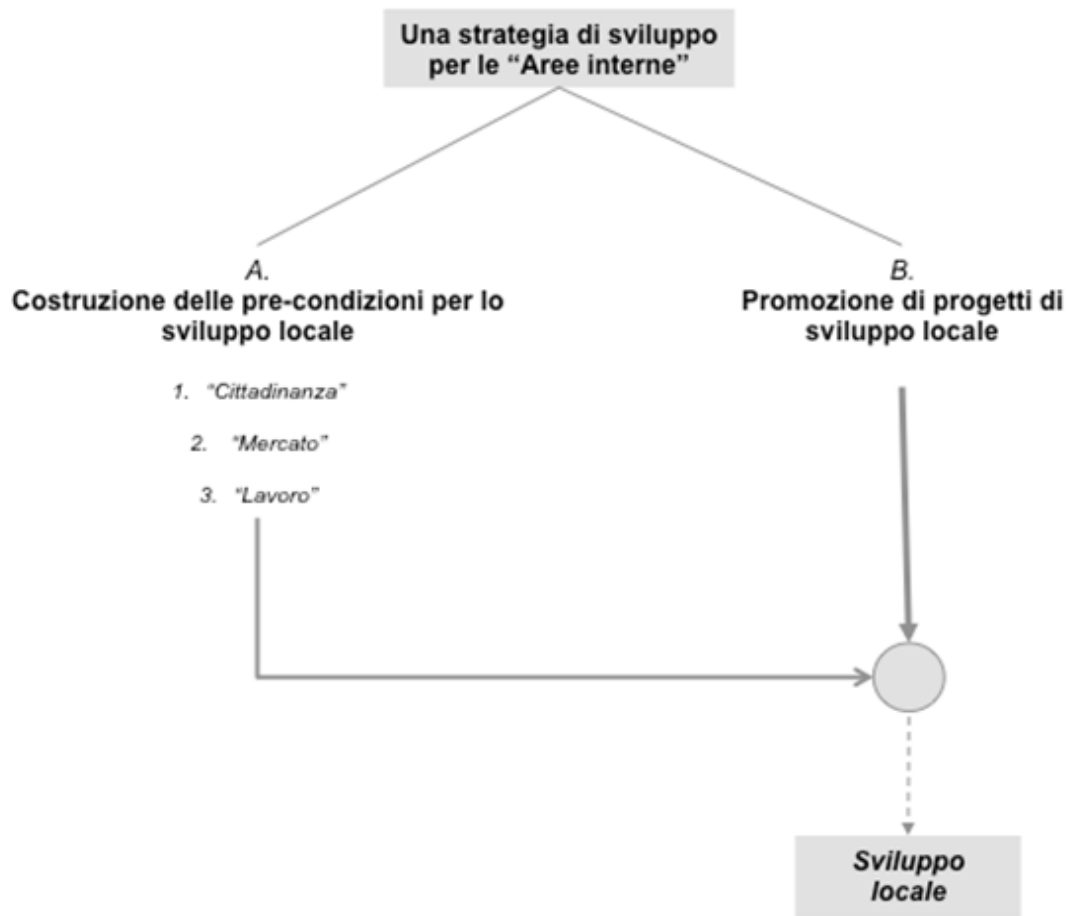 Una strategia di sviluppo
per le “Aree interne”
A.
Costruzione delle pre-condizioni per lo
sviluppo locale
1. “Cittadinanza”
2. “Mercato”
3. “Lavoro”
B.
Promozione di progetti di
sviluppo locale
Sviluppo
locale